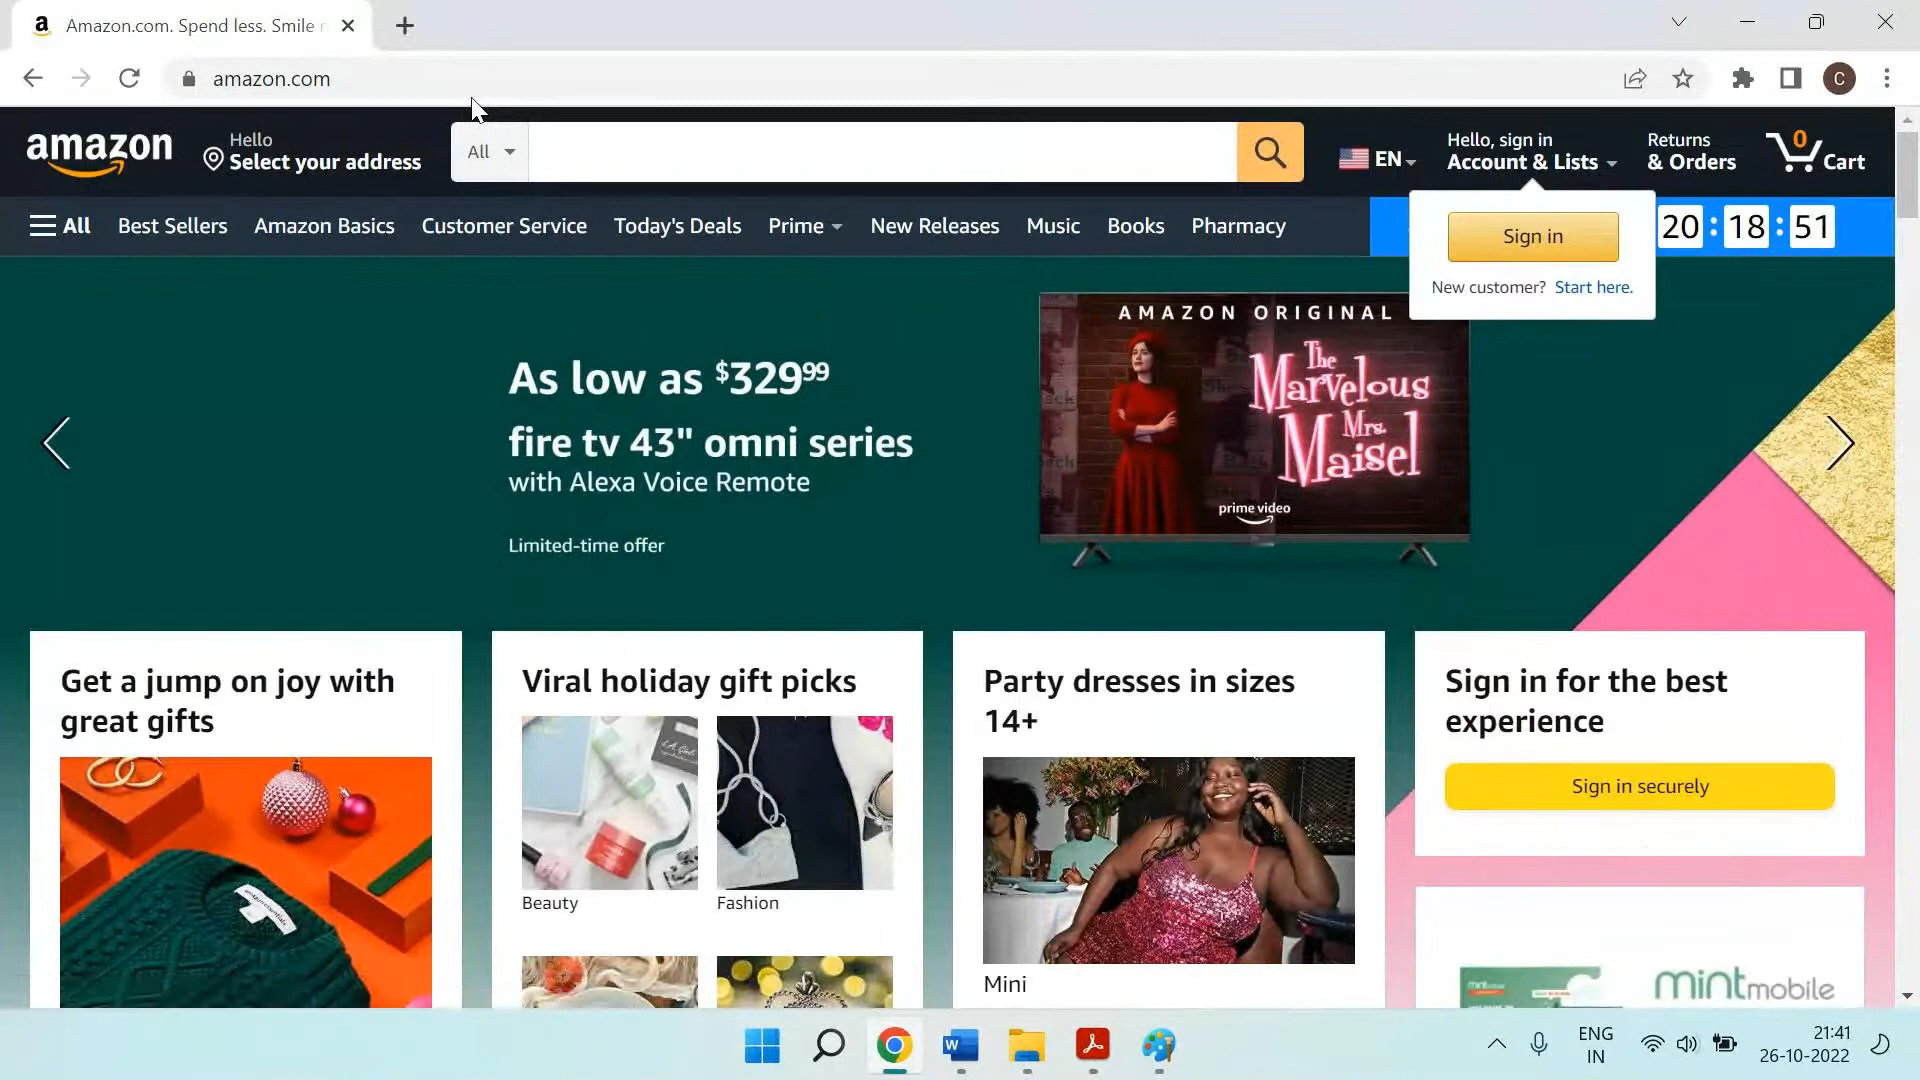 Amazon.com. Spend less. Smile
amazon.com
C
amazon
Hello
Select your address
All
EN
Hello, sign in
Account & Lists
Returns
& Orders
0
Cart
All
Best Sellers
Amazon Basics
Customer Service
Today's Deals
Prime
New Releases
Music
Books
Pharmacy
20 : 18 : 51
Sign in
New customer? Start here.
As low as $329.99
fire tv 43" omni series
with Alexa Voice Remote
Limited-time offer
AMAZON ORIGINAL
The
Marvelous
Mrs.
Maisel
prime video
Get a jump on joy with
great gifts
Viral holiday gift picks
Beauty
Fashion
Party dresses in sizes
14+
Mini
Sign in for the best
experience
Sign in securely
mintmobile
ENG
IN
21:41
26-10-2022